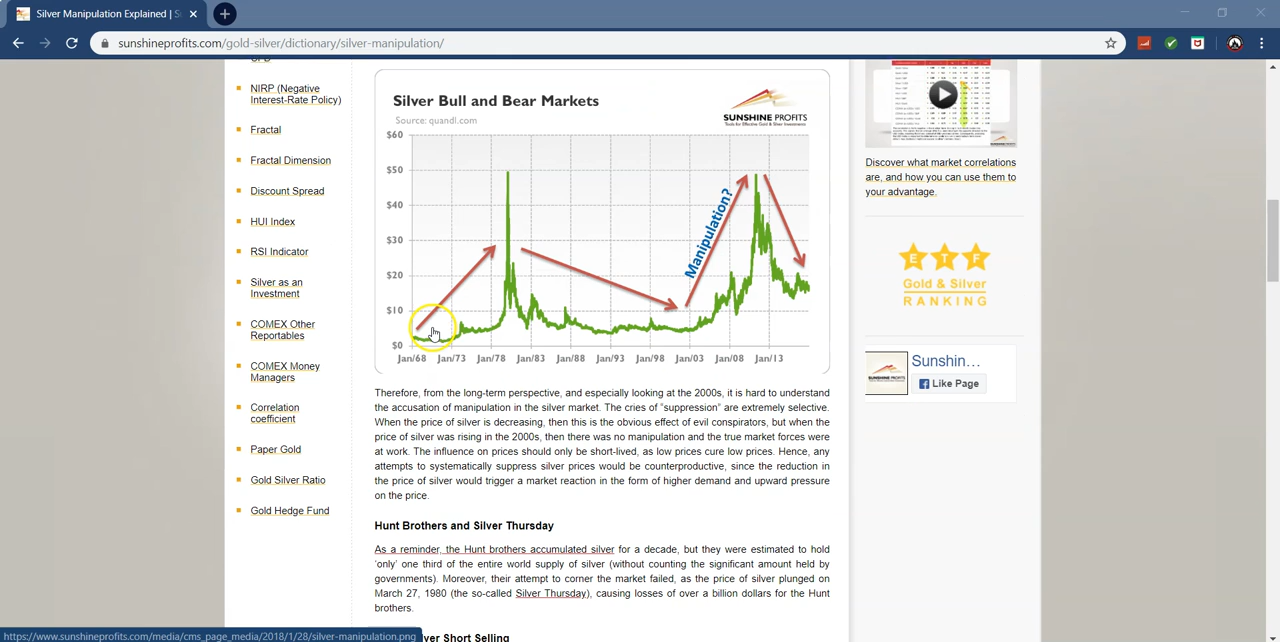 Silver Manipulation Explained | S
sunshineprofits.com/gold-silver/dictionary/silver-manipulation/
NIRP (Negative
Interest-Rate Policy)
Fractal
Fractal Dimension
Discount Spread
HUI Index
RSI Indicator
Silver as an
Investment
COMEX Other
Reportables
COMEX Money
Managers
Correlation
coefficient
Paper Gold
Gold Silver Ratio
Gold Hedge Fund
Silver Bull and Bear Markets
Source: quandl.com
SUNSHINE PROFITS
Tools for Effective Gold & Silver Investments
$60
$50
$40
$30
$20
$10
$0
Manipulation?
Jan/68 Jan/73 Jan/78 Jan/83 Jan/88 Jan/93 Jan/98 Jan/03 Jan/08 Jan/13
Therefore, from the long-term perspective, and especially looking at the 2000s, it is hard to understand
the accusation of manipulation in the silver market. The cries of "suppression" are extremely selective.
When the price of silver is decreasing, then this is the obvious effect of evil conspirators, but when the
price of silver was rising in the 2000s, then there was no manipulation and the true market forces were
at work. The influence on prices should only be short-lived, as low prices cure low prices. Hence, any
attempts to systematically suppress silver prices would be counterproductive, since the reduction in
the price of silver would trigger a market reaction in the form of higher demand and upward pressure
on the price.
Hunt Brothers and Silver Thursday
As a reminder, the Hunt brothers accumulated silver for a decade, but they were estimated to hold
'only' one third of the entire world supply of silver (without counting the significant amount held by
governments). Moreover, their attempt to corner the market failed, as the price of silver plunged on
March 27, 1980 (the so-called Silver Thursday), causing losses of over a billion dollars for the Hunt
brothers.
ver Short Selling
Discover what market correlations
are, and how you can use them to
your advantage.
E T F
Gold & Silver
RANKING
Sunshin...
Like Page
https://www.sunshineprofits.com/media/cms_page_media/2018/1/28/silver-manipulation.png